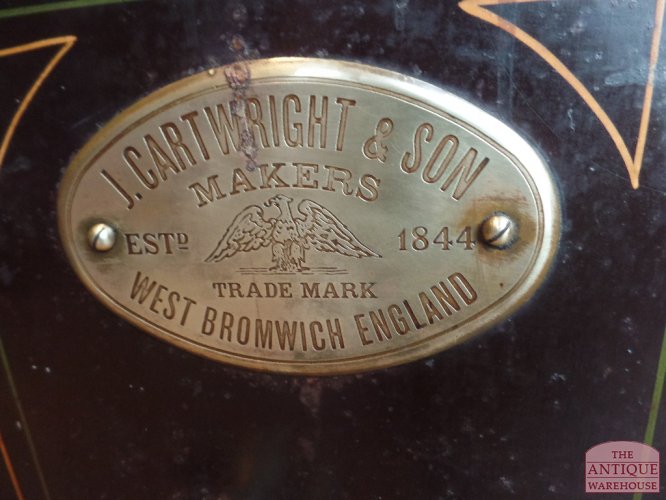 J. CARTWRIGHT & SON
MAKERS
ESTD 1844
TRADE MARK
WEST BROMWICH ENGLAND
THE
ANTIQUE
WAREHOUSE